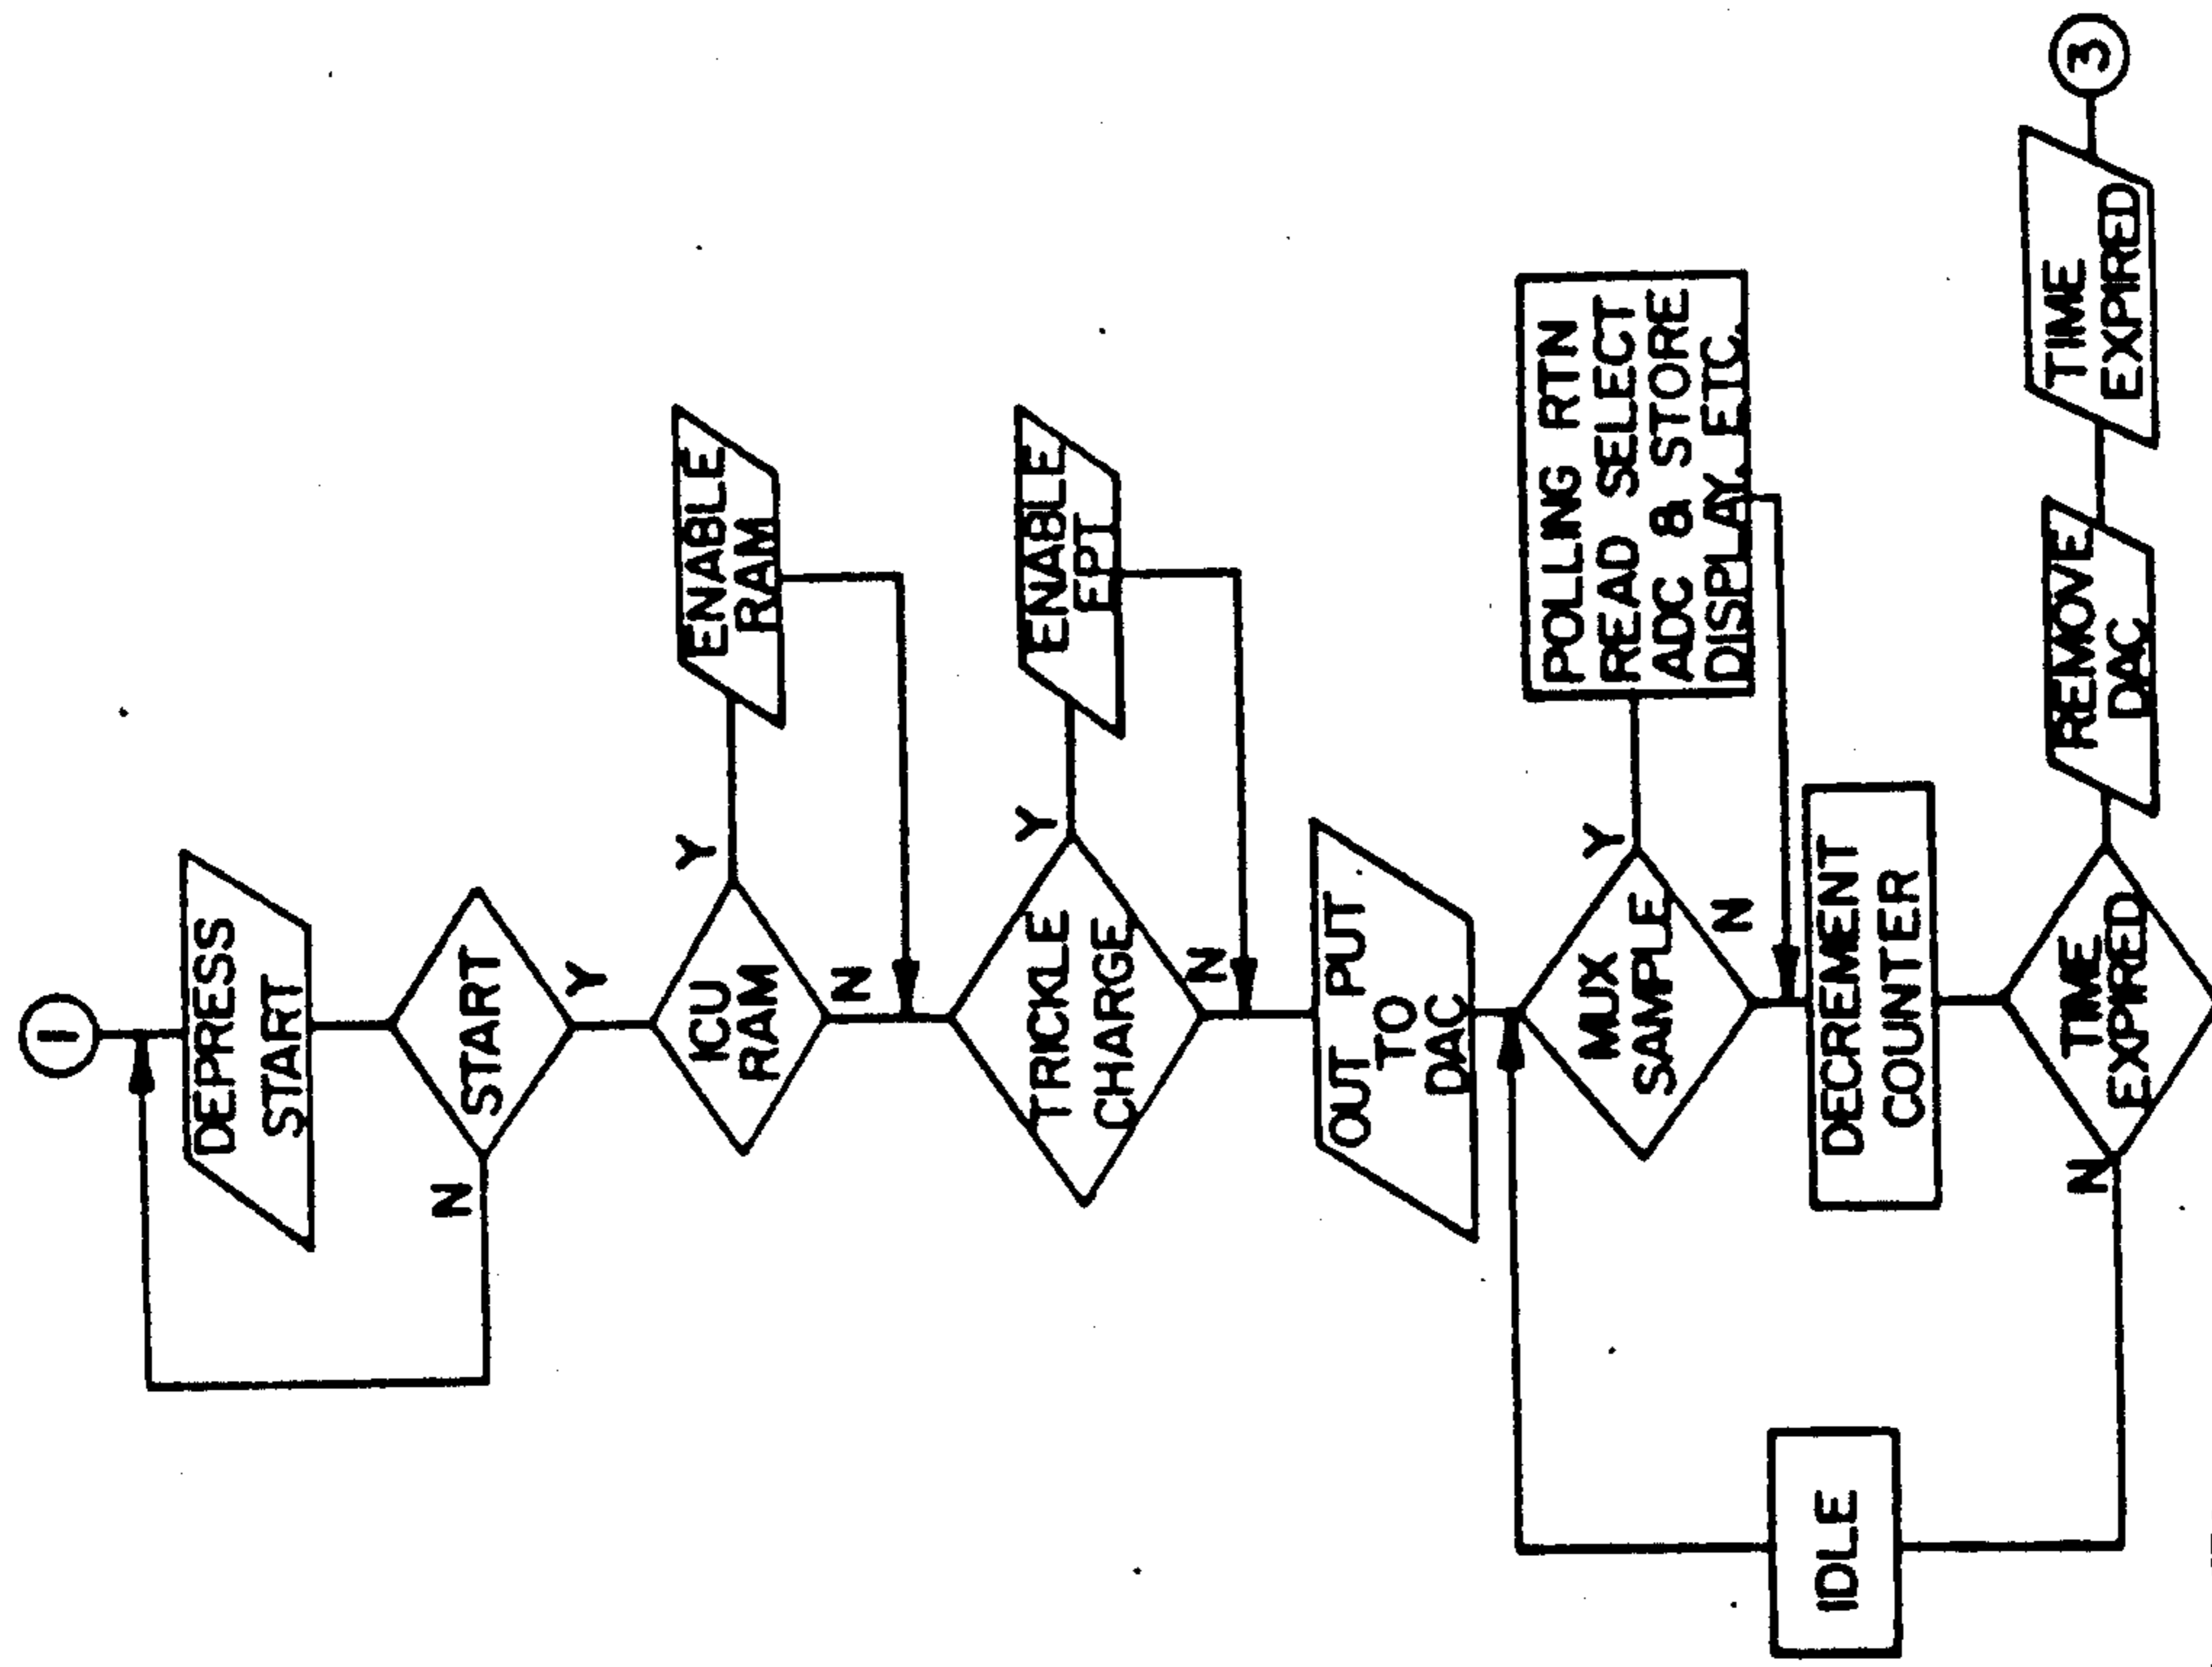 1
DEPRESS
START
START
N
Y
ICU
RAM
Y
ENABLE
RAM
N
TRICKLE
CHARGE
Y
ENABLE
EPT
N
OUT PUT
TO
DAC
MUX
SAMPLE
Y
POLLING RTN
READ SELECT
ADC & STORE
DISPLAY, ETC.
N
DECREMENT
COUNTER
IDLE
TIME
EXPIRED
N
REMOVE
DAC
TIME
EXPIRED
3